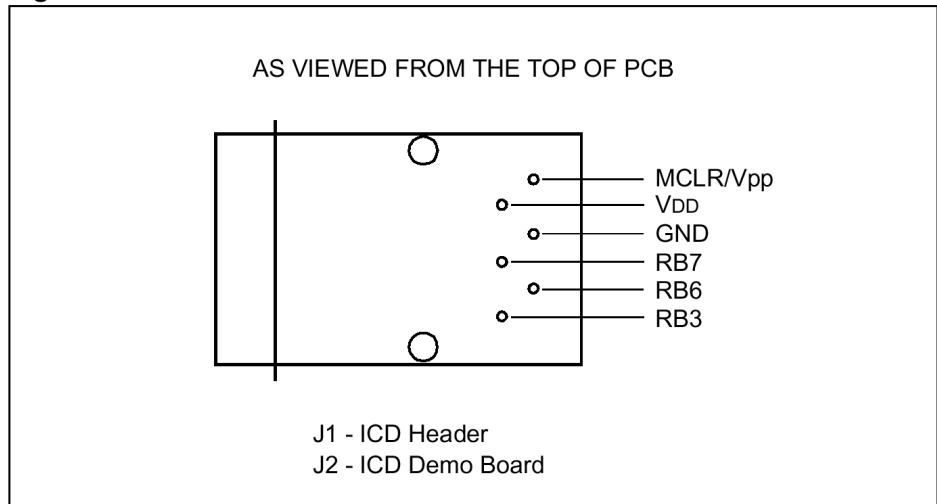 AS VIEWED FROM THE TOP OF PCB
MCLR/Vpp
VDD
GND
RB7
RB6
RB3
J1 - ICD Header
J2 - ICD Demo Board